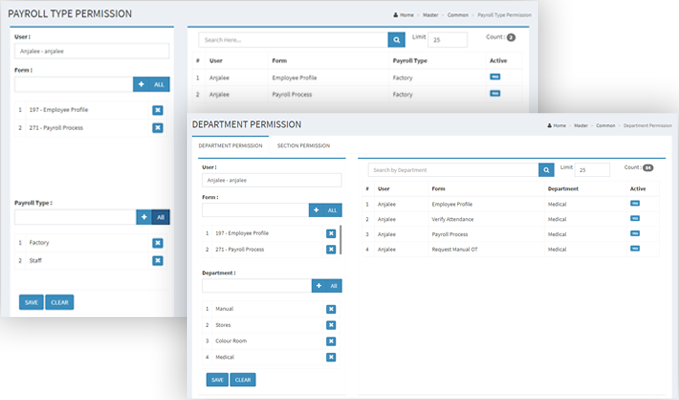 PAYROLL TYPE PERMISSION
Home - Master - Common - Payroll Type Permission
User :
Anjalee - anjalee
Form :
+ ALL
1 197 - Employee Profile
2 271 - Payroll Process
Payroll Type :
+ All
1 Factory
2 Staff
SAVE CLEAR
Search Here... Limit 25 Count :
# User Form Payroll Type Active
1 Anjalee Employee Profile Factory Yes
2 Anjalee Payroll Process Factory Yes
DEPARTMENT PERMISSION
Home - Master - Common - Department Permission
DEPARTMENT PERMISSION SECTION PERMISSION
User :
Anjalee - anjalee
Form :
+ ALL
1 197 - Employee Profile
2 271 - Payroll Process
Department :
+ All
1 Manual
2 Stores
3 Colour Room
4 Medical
SAVE CLEAR
Search by Department Limit 25 Count :
# User Form Department Active
1 Anjalee Employee Profile Medical Yes
2 Anjalee Verify Attendance Medical Yes
3 Anjalee Payroll Process Medical Yes
4 Anjalee Request Manual OT Medical Yes